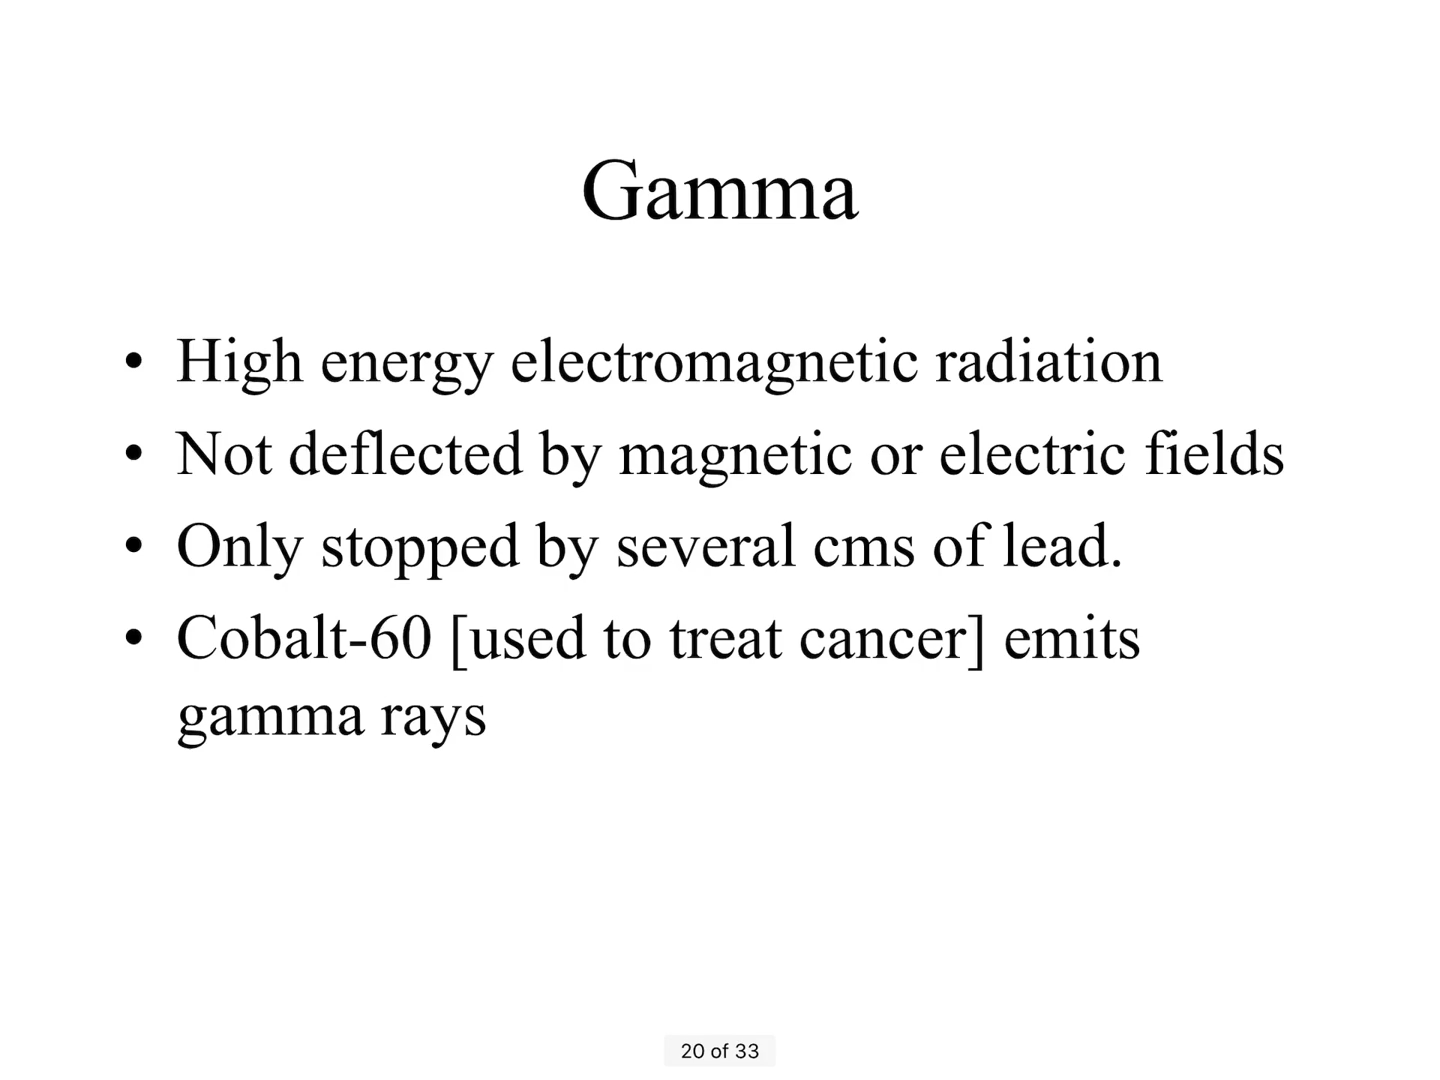 Gamma
• High energy electromagnetic radiation
• Not deflected by magnetic or electric fields
• Only stopped by several cms of lead.
• Cobalt-60 [used to treat cancer] emits
gamma rays
20 of 33